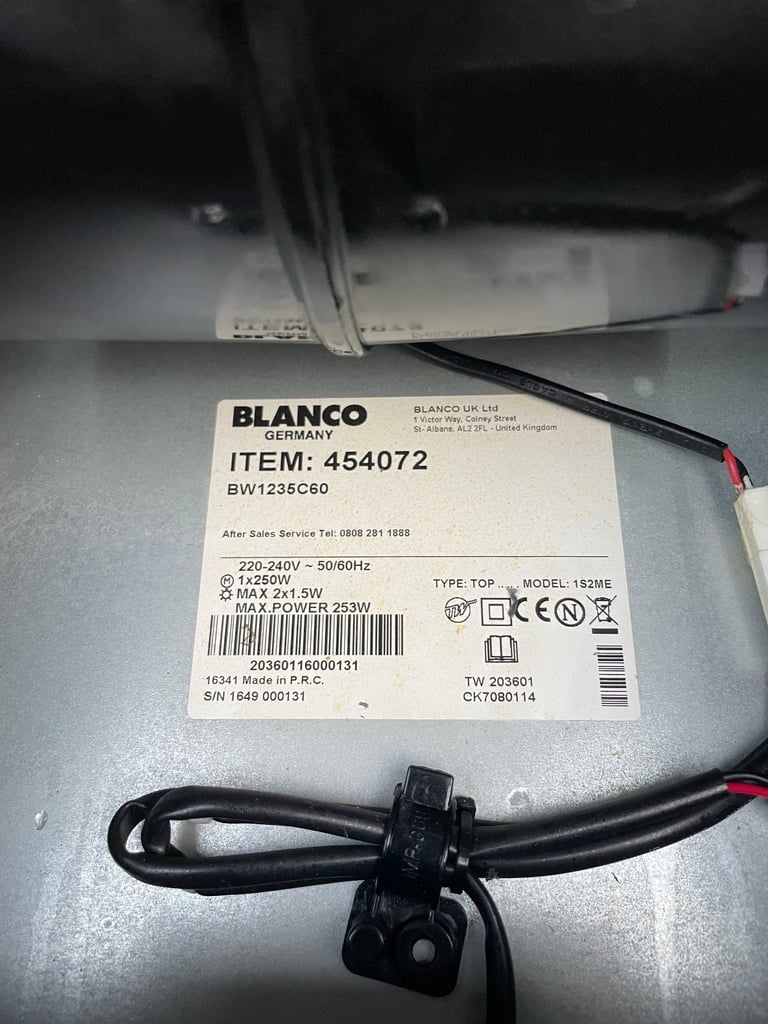 BLANCO
GERMANY
BLANCO UK Ltd
1 Victor Way, Colney Street
St- Albans, AL2 2FL - United Kingdom
ITEM: 454072
BW1235C60
After Sales Service Tel: 0808 281 1888
220-240V ~ 50/60Hz
M 1x250W
MAX 2x1.5W
MAX.POWER 253W
TYPE: TOP ..... MODEL: 1S2ME
CE N
20360116000131
16341 Made in P.R.C.
S/N 1649 000131
TW 203601
CK7080114